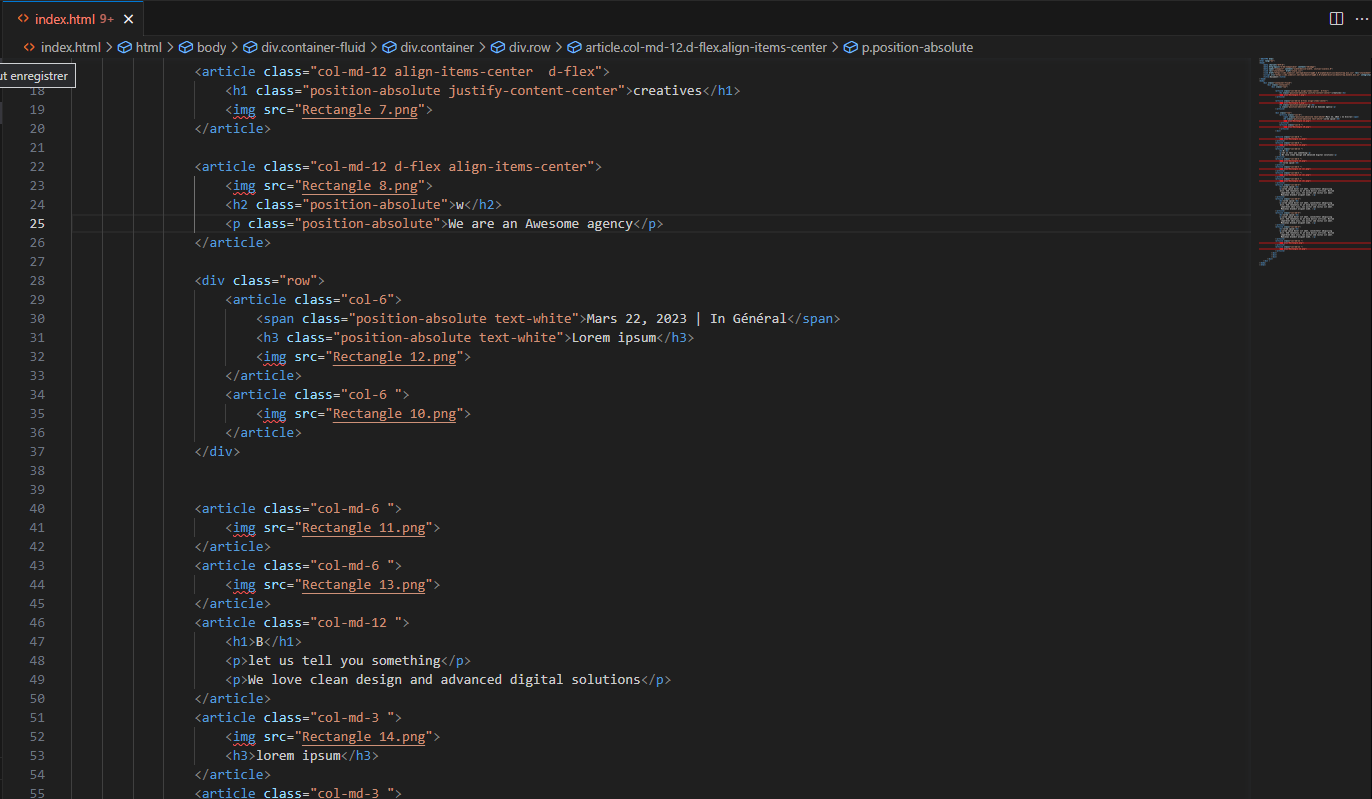 index.html 9+
index.html > html > body > div.container-fluid > div.container > div.row > article.col-md-12.d-flex.align-items-center > p.position-absolute
ut enregistrer
<article class="col-md-12 align-items-center  d-flex">
18 <h1 class="position-absolute justify-content-center">creatives</h1>
19 <img src="Rectangle 7.png">
20 </article>
21
22 <article class="col-md-12 d-flex align-items-center">
23 <img src="Rectangle 8.png">
24 <h2 class="position-absolute">w</h2>
25 <p class="position-absolute">We are an Awesome agency</p>
26 </article>
27
28 <div class="row">
29 <article class="col-6">
30 <span class="position-absolute text-white">Mars 22, 2023 | In Général</span>
31 <h3 class="position-absolute text-white">Lorem ipsum</h3>
32 <img src="Rectangle 12.png">
33 </article>
34 <article class="col-6 ">
35 <img src="Rectangle 10.png">
36 </article>
37 </div>
38
39
40 <article class="col-md-6 ">
41 <img src="Rectangle 11.png">
42 </article>
43 <article class="col-md-6 ">
44 <img src="Rectangle 13.png">
45 </article>
46 <article class="col-md-12 ">
47 <h1>B</h1>
48 <p>let us tell you something</p>
49 <p>We love clean design and advanced digital solutions</p>
50 </article>
51 <article class="col-md-3 ">
52 <img src="Rectangle 14.png">
53 <h3>lorem ipsum</h3>
54 </article>
55 <article class="col-md-3 ">